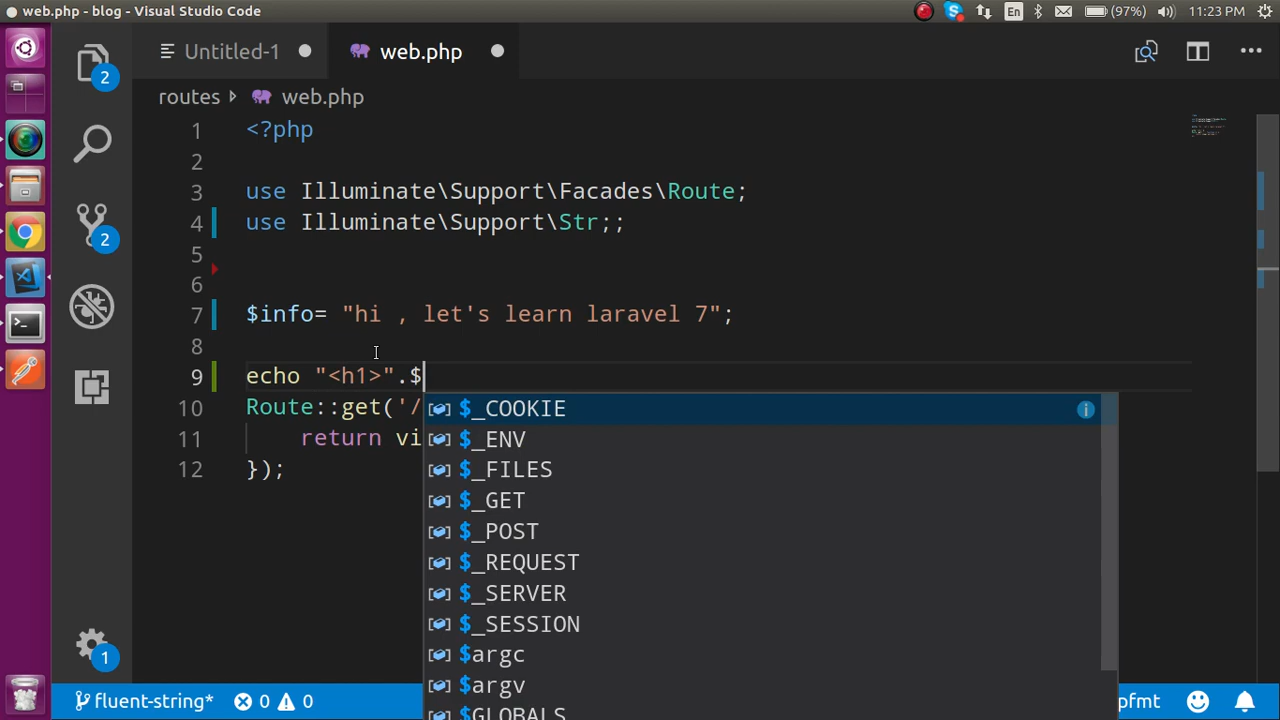 web.php - blog - Visual Studio Code
En
(97%)
11:23 PM
Untitled-1
web.php
routes
web.php
1 <?php
2
3 use Illuminate\Support\Facades\Route;
4 use Illuminate\Support\Str;;
5
6
7 $info= "hi , let's learn laravel 7";
8
9 echo "<h1>".$
10 Route::get('/
11 return vi
12 });
$_COOKIE
$_ENV
$_FILES
$_GET
$_POST
$_REQUEST
$_SERVER
$_SESSION
$argc
$argv
$GLOBALS
2
2
1
fluent-string*
0
0
pfmt